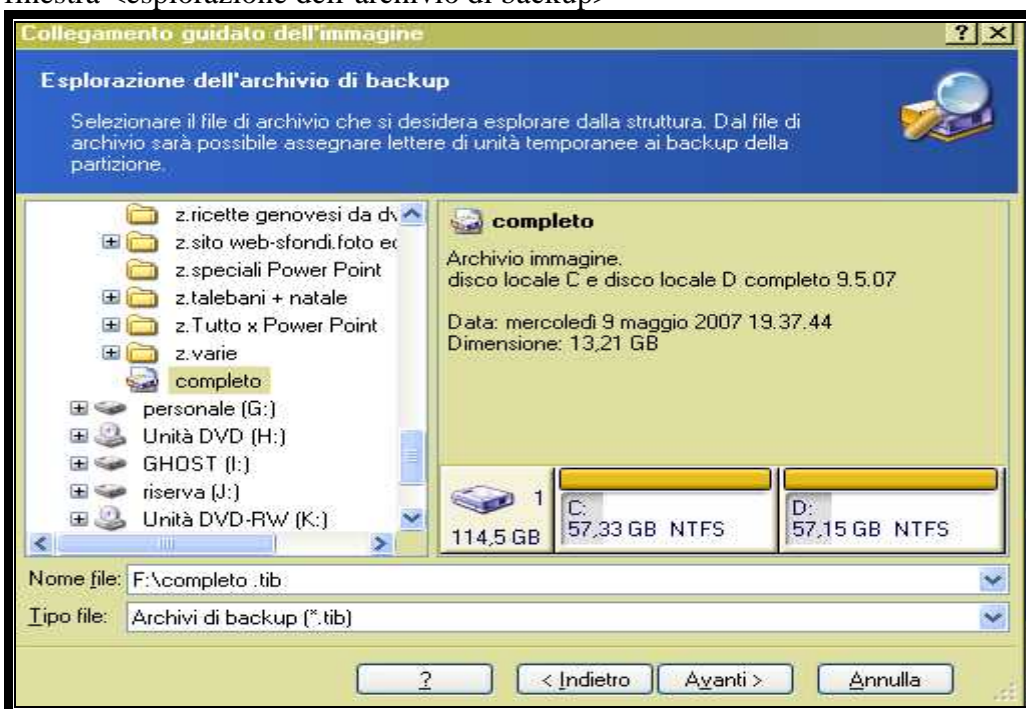 finestra <esplorazione dell'archivio di backup>
Collegamento guidato dell'immagine
Esplorazione dell'archivio di backup
Selezionare il file di archivio che si desidera esplorare dalla struttura. Dal file di
archivio sarà possibile assegnare lettere di unità temporanee ai backup della
partizione.
z.ricette genovesi da dv
z.sito web-sfondi.foto ec
z.speciali Power Point
z.talebani + natale
z.Tutto x Power Point
z.varie
completo
personale (G:)
Unità DVD (H:)
GHOST (I:)
riserva (J:)
Unità DVD-RW (K:)
completo
Archivio immagine.
disco locale C e disco locale D completo 9.5.07
Data: mercoledì 9 maggio 2007 19.37.44
Dimensione: 13,21 GB
1
114,5 GB
C:
57,33 GB NTFS
D:
57,15 GB NTFS
Nome file: F:\completo .tib
Tipo file: Archivi di backup (*.tib)
?
< Indietro
Avanti >
Annulla